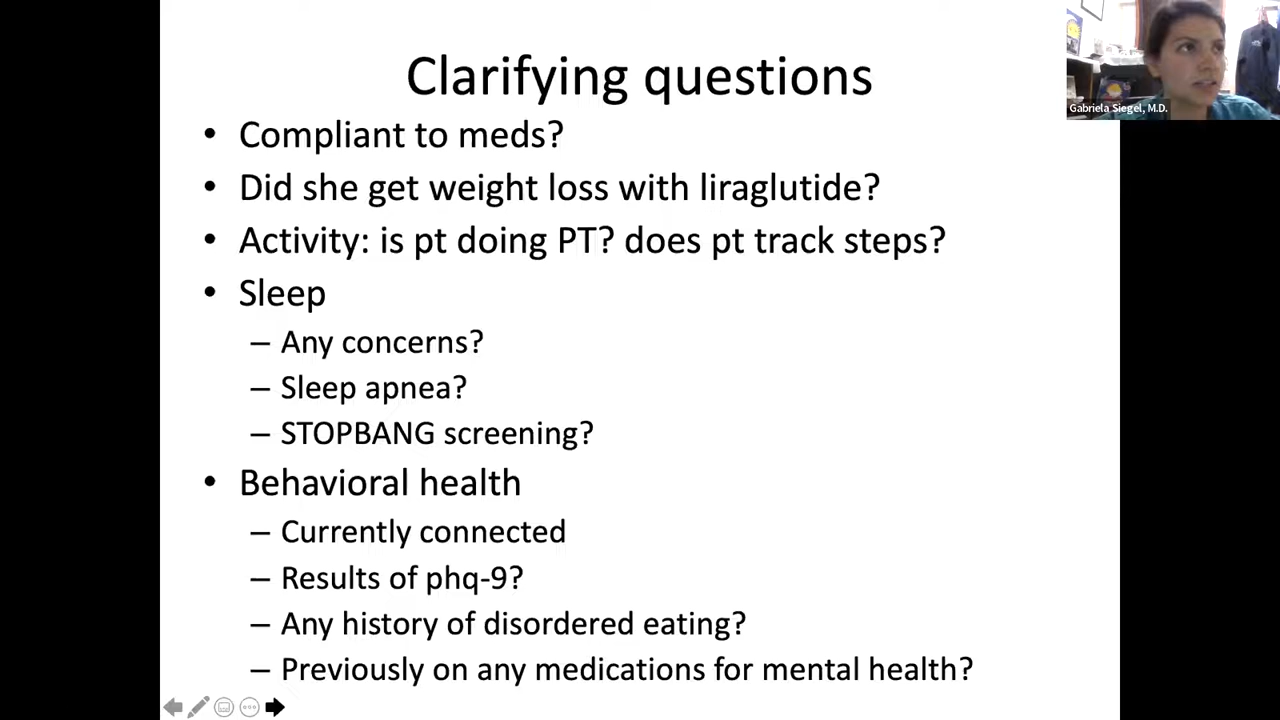 Clarifying questions
• Compliant to meds?
• Did she get weight loss with liraglutide?
• Activity: is pt doing PT? does pt track steps?
• Sleep
– Any concerns?
– Sleep apnea?
– STOPBANG screening?
• Behavioral health
– Currently connected
– Results of phq-9?
– Any history of disordered eating?
– Previously on any medications for mental health?
Gabriela Siegel, M.D.